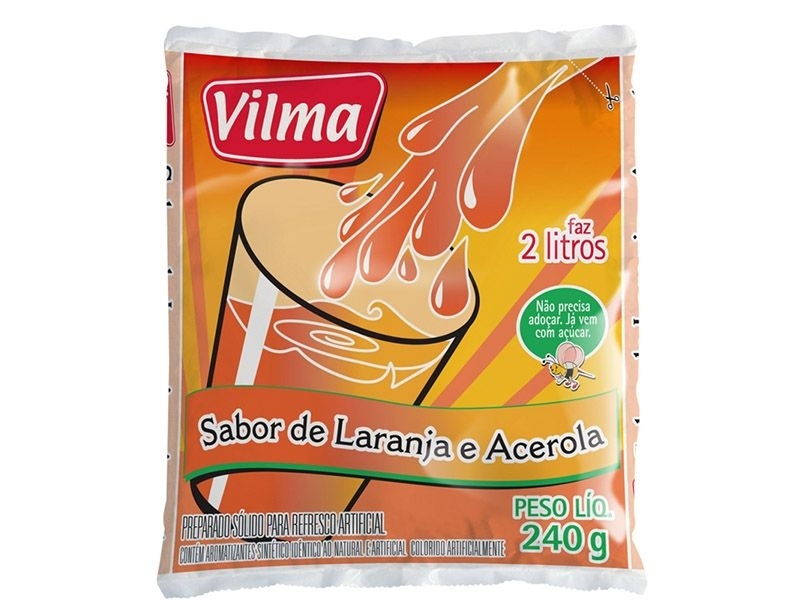 Vilma
faz
2 litros
Não precisa
adoçar. Já vem
com açúcar.
Sabor de Laranja e Acerola
PREPARADO SÓLIDO PARA REFRESCO ARTIFICIAL
CONTÉM AROMATIZANTES SINTÉTICO IDÊNTICO AO NATURAL E ARTIFICIAL. COLORIDO ARTIFICIALMENTE
PESO LÍQ.
240 g